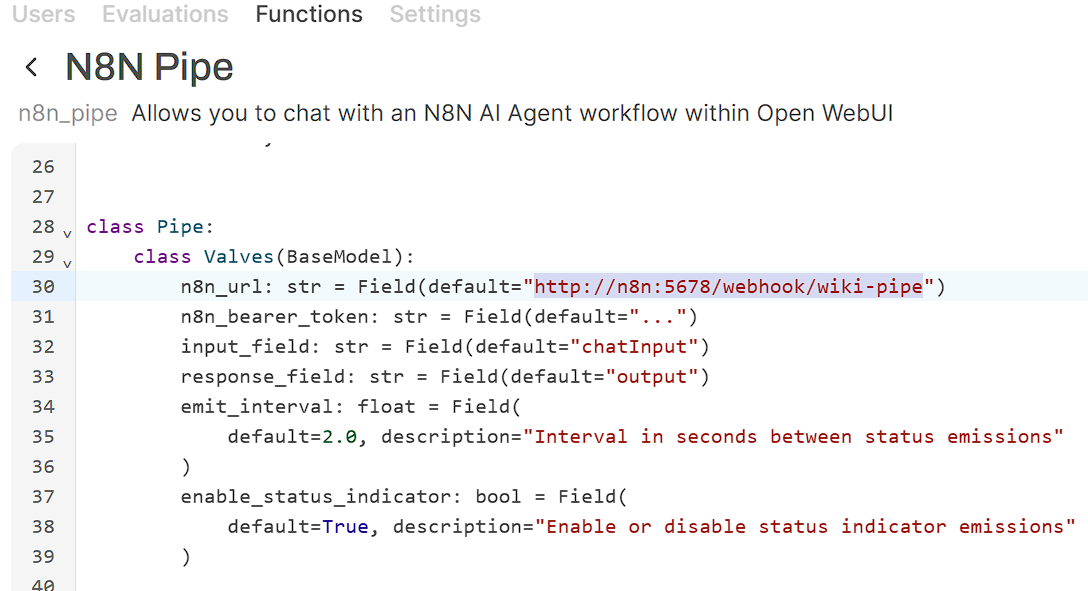 Users Evaluations Functions Settings
N8N Pipe
n8n_pipe Allows you to chat with an N8N AI Agent workflow within Open WebUI
26
27
28 class Pipe:
29 class Valves(BaseModel):
30 n8n_url: str = Field(default="http://n8n:5678/webhook/wiki-pipe")
31 n8n_bearer_token: str = Field(default="...")
32 input_field: str = Field(default="chatInput")
33 response_field: str = Field(default="output")
34 emit_interval: float = Field(
35 default=2.0, description="Interval in seconds between status emissions"
36 )
37 enable_status_indicator: bool = Field(
38 default=True, description="Enable or disable status indicator emissions"
39 )
40